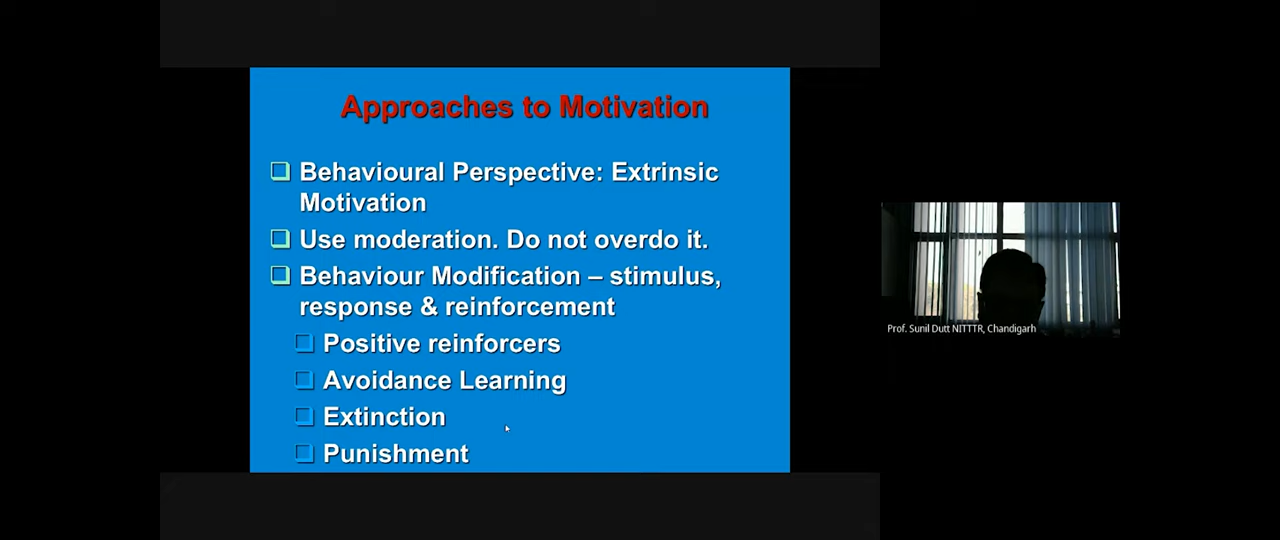 Approaches to Motivation
Behavioural Perspective: Extrinsic
Motivation
Use moderation. Do not overdo it.
Behaviour Modification – stimulus,
response & reinforcement
Positive reinforcers
Avoidance Learning
Extinction
Punishment
Prof. Sunil Dutt NITTTR, Chandigarh